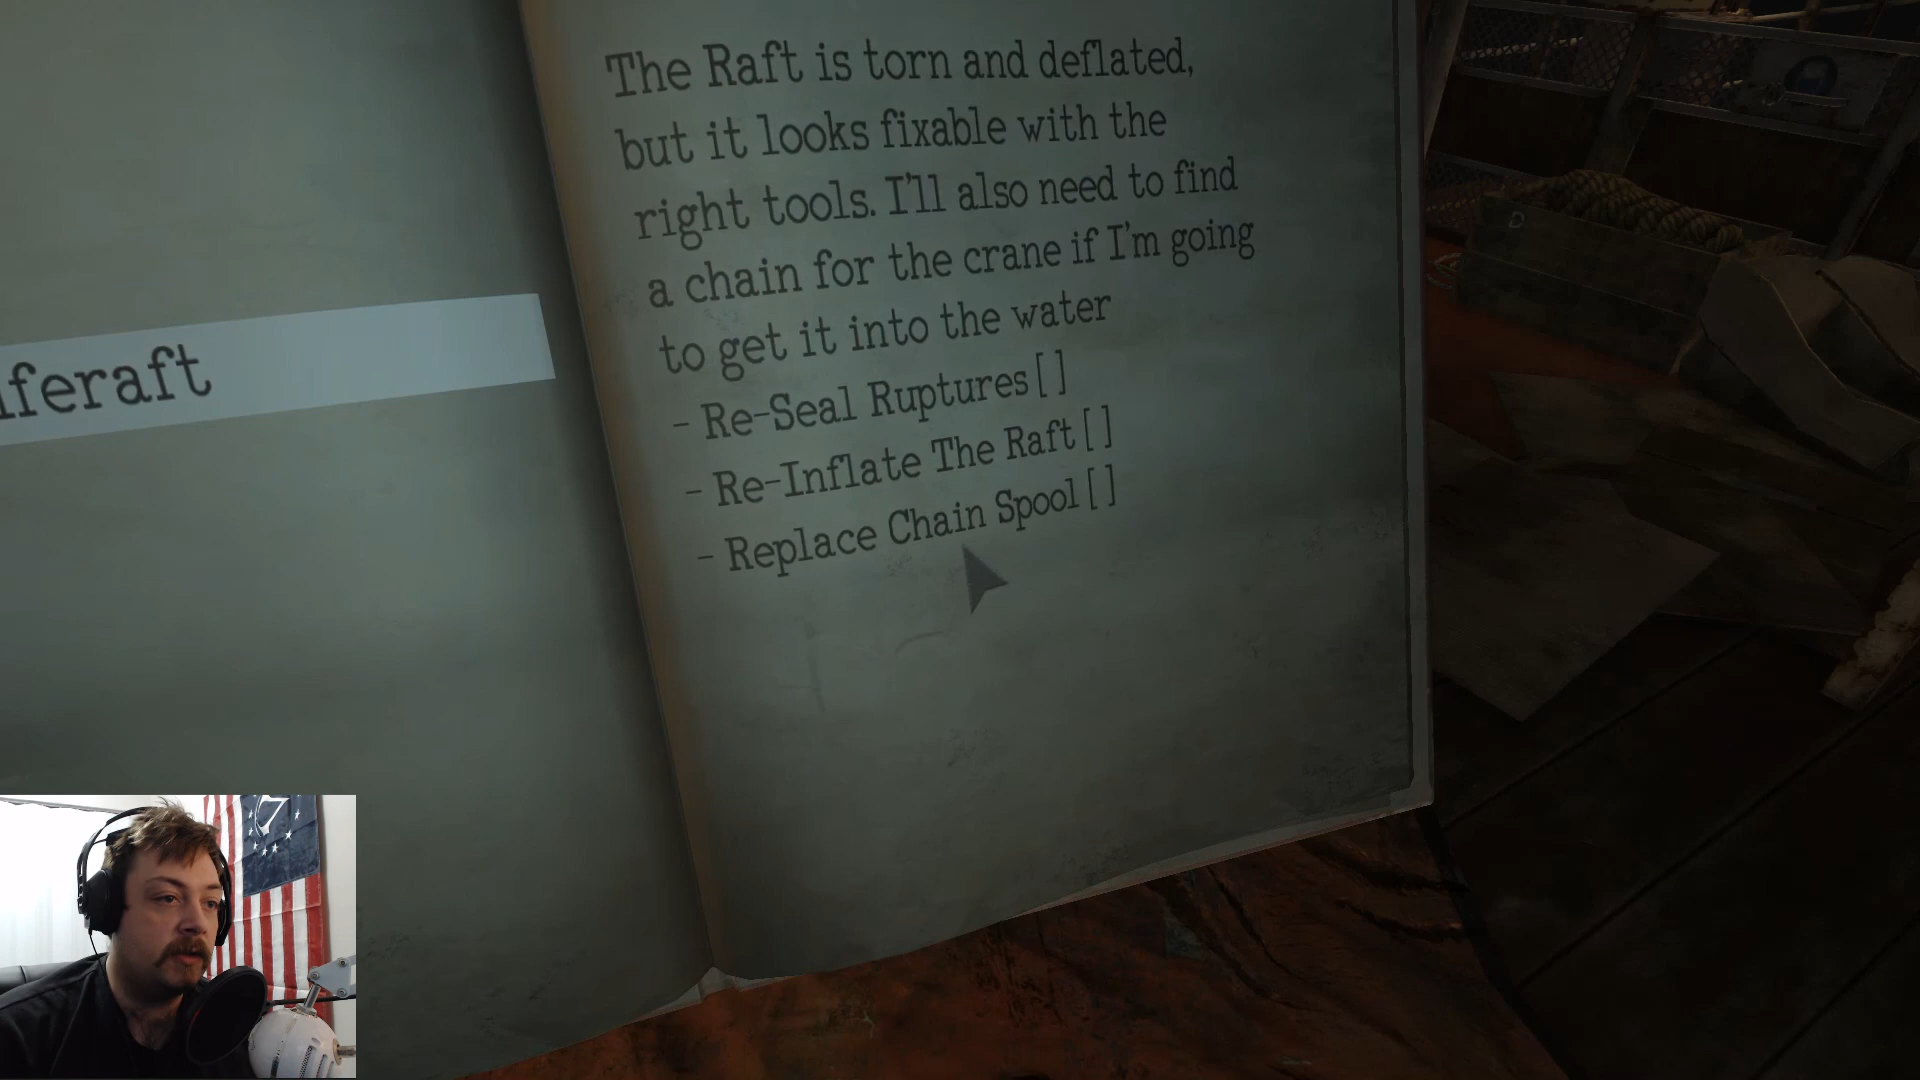 The Raft is torn and deflated,
but it looks fixable with the
right tools. I'll also need to find
a chain for the crane if I'm going
to get it into the water
iferaft
- Re-Seal Ruptures [ ]
- Re-Inflate The Raft [ ]
- Replace Chain Spool [ ]